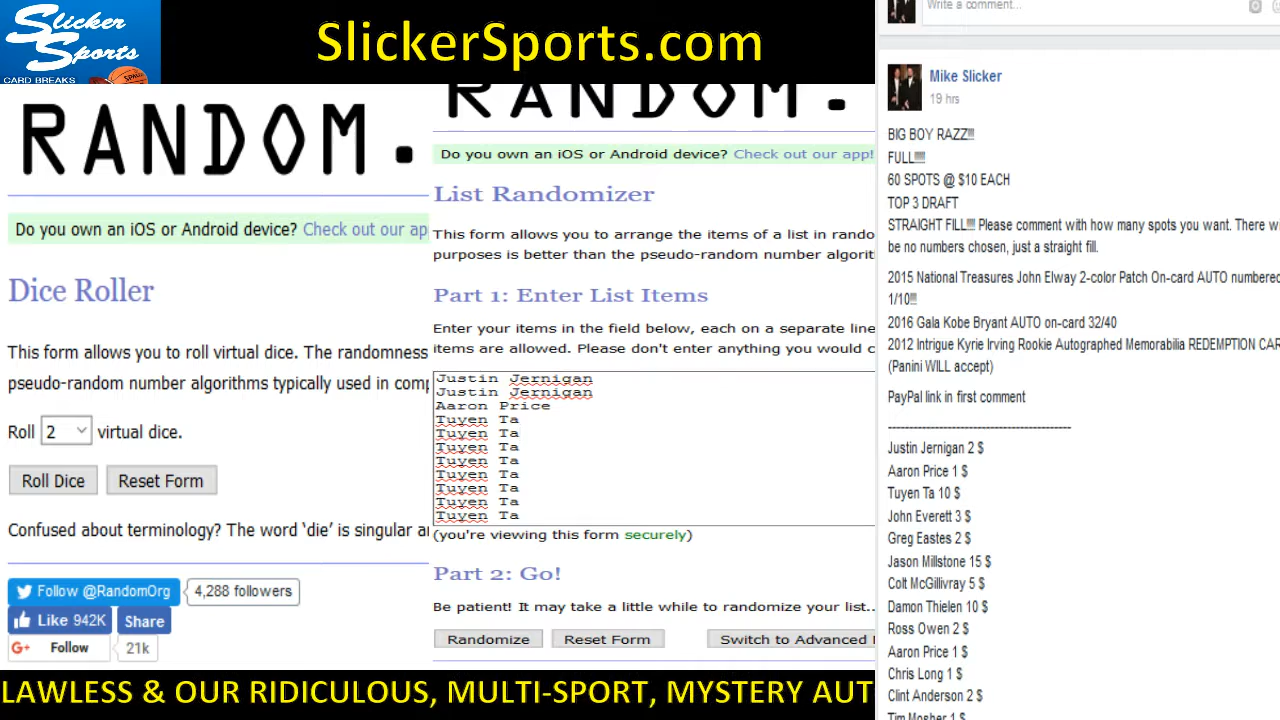 Slicker
Sports
CARD BREAKS
SlickerSports.com
RANDOM.
Do you own an iOS or Android device? Check out our ap
Dice Roller
This form allows you to roll virtual dice. The randomness
pseudo-random number algorithms typically used in comp
Roll 2 virtual dice.
Roll Dice Reset Form
Confused about terminology? The word ‘die’ is singular a
Follow @RandomOrg 4,288 followers
Like 942K Share
G+ Follow 21k
RANDOM.
Do you own an iOS or Android device? Check out our app!
List Randomizer
This form allows you to arrange the items of a list in rando
purposes is better than the pseudo-random number algorit
Part 1: Enter List Items
Enter your items in the field below, each on a separate line
items are allowed. Please don't enter anything you would c
Justin Jernigan
Justin Jernigan
Aaron Price
Tuyen Ta
Tuyen Ta
Tuyen Ta
Tuyen Ta
Tuyen Ta
Tuyen Ta
Tuyen Ta
Tuyen Ta
(you're viewing this form securely)
Part 2: Go!
Be patient! It may take a little while to randomize your list..
Randomize Reset Form Switch to Advanced
Write a comment...
Mike Slicker
19 hrs
BIG BOY RAZZ!!!
FULL!!!!
60 SPOTS @ $10 EACH
TOP 3 DRAFT
STRAIGHT FILL!!! Please comment with how many spots you want. There wi
be no numbers chosen, just a straight fill.
2015 National Treasures John Elway 2-color Patch On-card AUTO numbered
1/10!!!
2016 Gala Kobe Bryant AUTO on-card 32/40
2012 Intrigue Kyrie Irving Rookie Autographed Memorabilia REDEMPTION CAR
(Panini WILL accept)
PayPal link in first comment
------------------------------------------
Justin Jernigan 2 $
Aaron Price 1 $
Tuyen Ta 10 $
John Everett 3 $
Greg Eastes 2 $
Jason Millstone 15 $
Colt McGillivray 5 $
Damon Thielen 10 $
Ross Owen 2 $
Aaron Price 1 $
Chris Long 1 $
Clint Anderson 2 $
Tim Mosher 1 $
LAWLESS & OUR RIDICULOUS, MULTI-SPORT, MYSTERY AUT